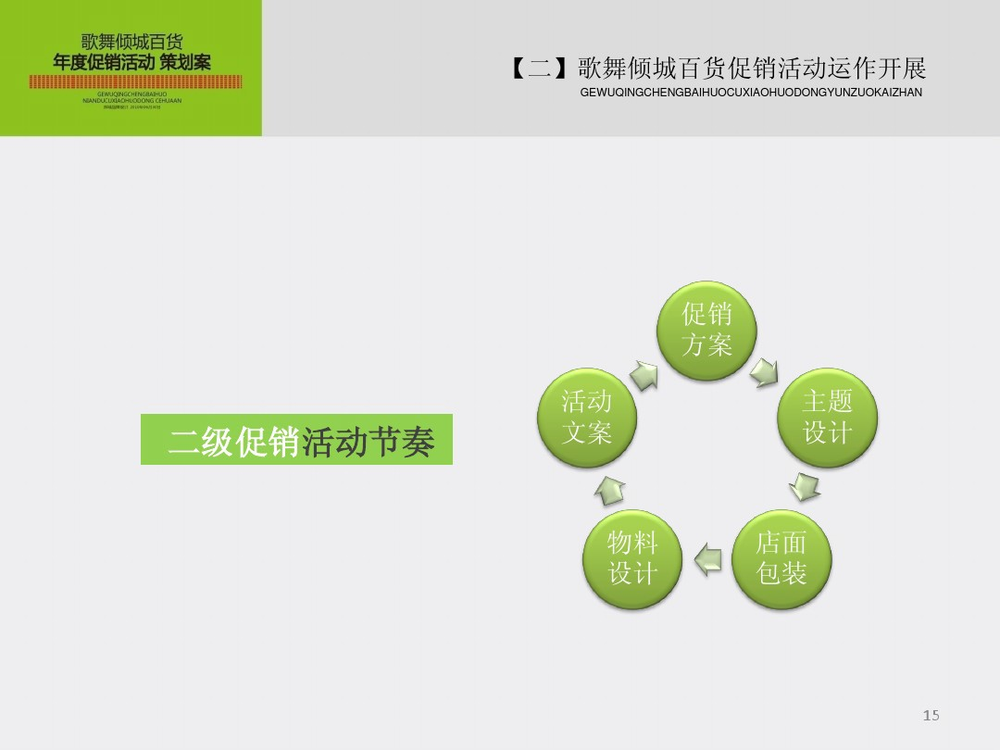 歌舞倾城百货
年度促销活动 策划案
GEWUQINGCHENGBAIHUO
NIANDUCUXIAOHUODONG CEHUAAN
【二】歌舞倾城百货促销活动运作开展
GEWUQINGCHENGBAIHUOCUXIAOHUODONGYUNZUOKAIZHAN
二级促销活动节奏
促销
方案
主题
设计
店面
包装
物料
设计
活动
文案
15